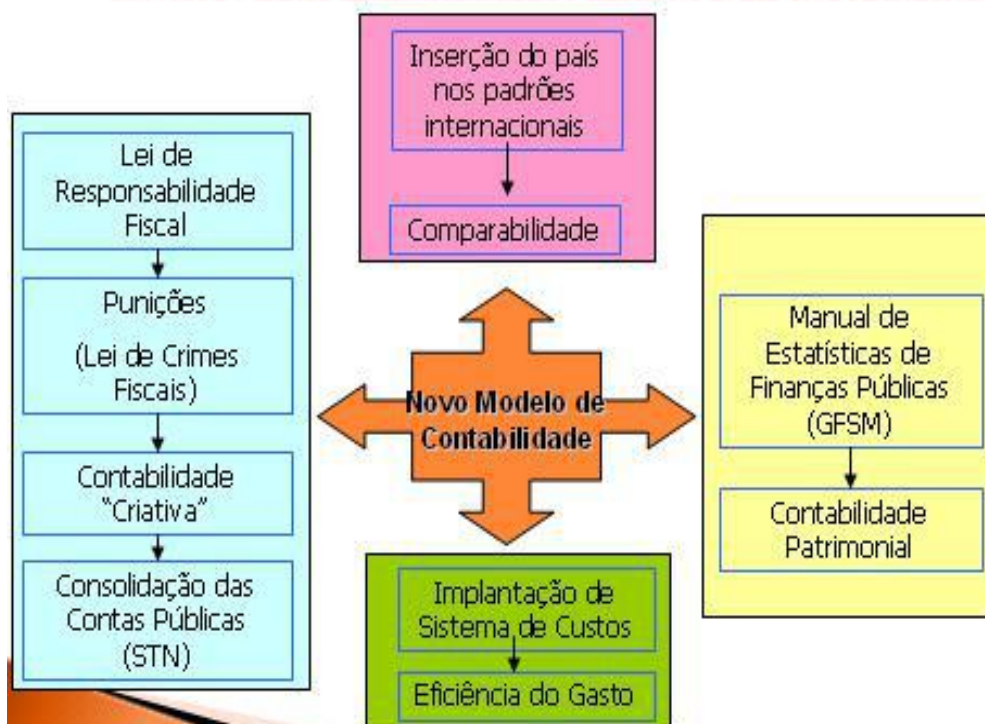 Inserção do país
nos padrões
internacionais
Comparabilidade
Lei de
Responsabilidade
Fiscal
Punições
(Lei de Crimes
Fiscais)
Contabilidade
"Criativa"
Consolidação das
Contas Públicas
(STN)
Novo Modelo de
Contabilidade
Manual de
Estatísticas de
Finanças Públicas
(GFSM)
Contabilidade
Patrimonial
Implantação de
Sistema de Custos
Eficiência do Gasto